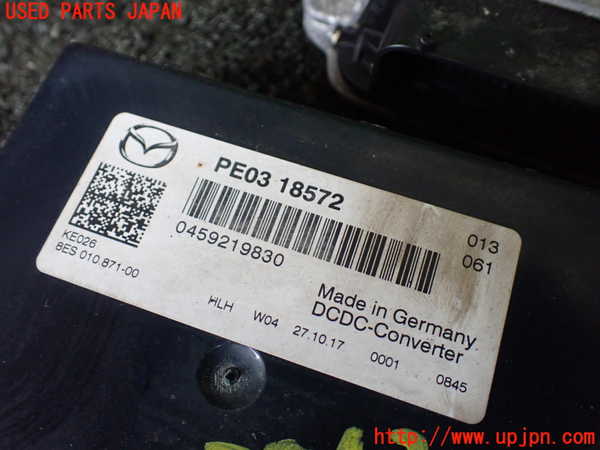 USED PARTS JAPAN
PE03 18572
0459219830
013
061
KE026
8ES 010.871-00
Made in Germany
DCDC-Converter
HLH W04 27.10.17 0001 0845
http://www.upjpn.com/